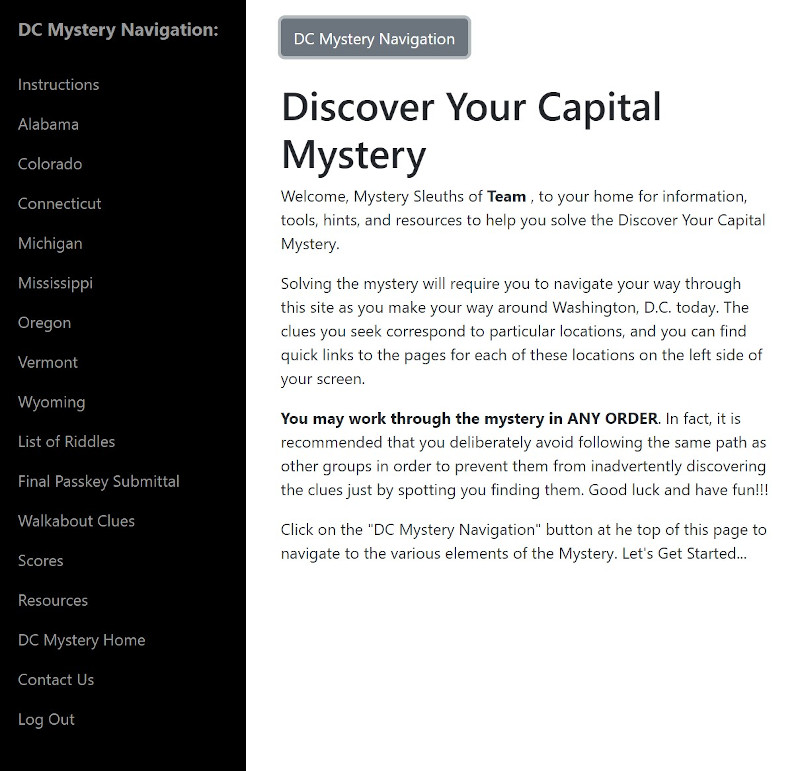 DC Mystery Navigation:
Instructions
Alabama
Colorado
Connecticut
Michigan
Mississippi
Oregon
Vermont
Wyoming
List of Riddles
Final Passkey Submittal
Walkabout Clues
Scores
Resources
DC Mystery Home
Contact Us
Log Out
DC Mystery Navigation
Discover Your Capital
Mystery
Welcome, Mystery Sleuths of Team , to your home for information,
tools, hints, and resources to help you solve the Discover Your Capital
Mystery.
Solving the mystery will require you to navigate your way through
this site as you make your way around Washington, D.C. today. The
clues you seek correspond to particular locations, and you can find
quick links to the pages for each of these locations on the left side of
your screen.
You may work through the mystery in ANY ORDER. In fact, it is
recommended that you deliberately avoid following the same path as
other groups in order to prevent them from inadvertently discovering
the clues just by spotting you finding them. Good luck and have fun!!!
Click on the "DC Mystery Navigation" button at he top of this page to
navigate to the various elements of the Mystery. Let's Get Started...